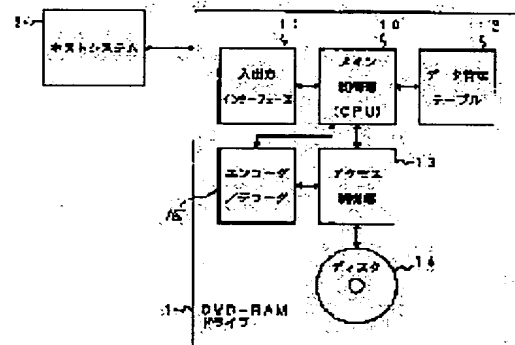 ホストシステム
11
10
入出力
インターフェース
メイン
制御部
(CPU)
データ管理
テーブル
エンコーダ
/デコーダ
アクセス
制御部
13
ディスク
14
1
DVD-RAM
ドライブ